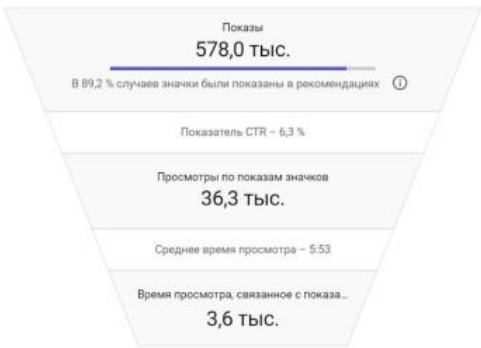 Показы
578,0 тыс.
В 89,2 % случаев значки были показаны в рекомендациях
Показатель CTR – 6,3 %
Просмотры по показам значков
36,3 тыс.
Среднее время просмотра – 5:53
Время просмотра, связанное с показа...
3,6 тыс.